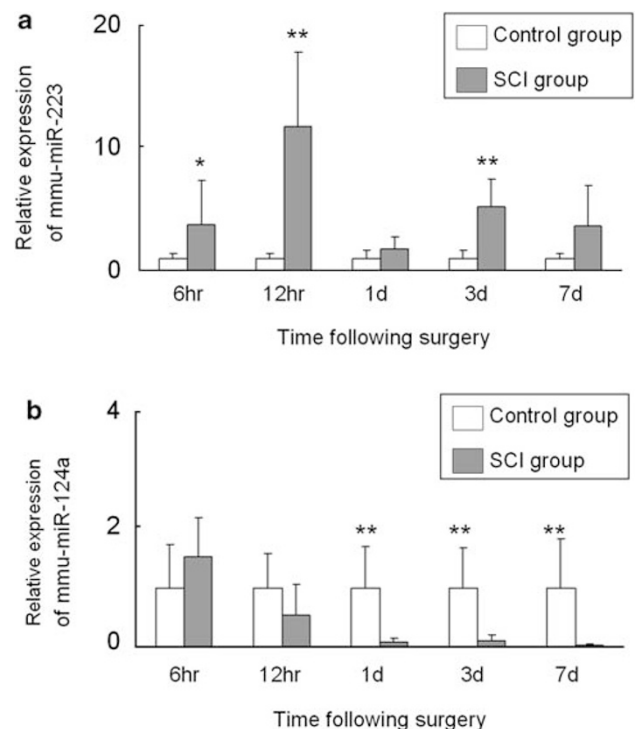 a
20
10
0
Relative expression
of mmu-miR-223
*
**
**
Control group
SCI group
6hr 12hr 1d 3d 7d
Time following surgery
b
4
2
0
Relative expression
of mmu-miR-124a
** ** **
Control group
SCI group
6hr 12hr 1d 3d 7d
Time following surgery